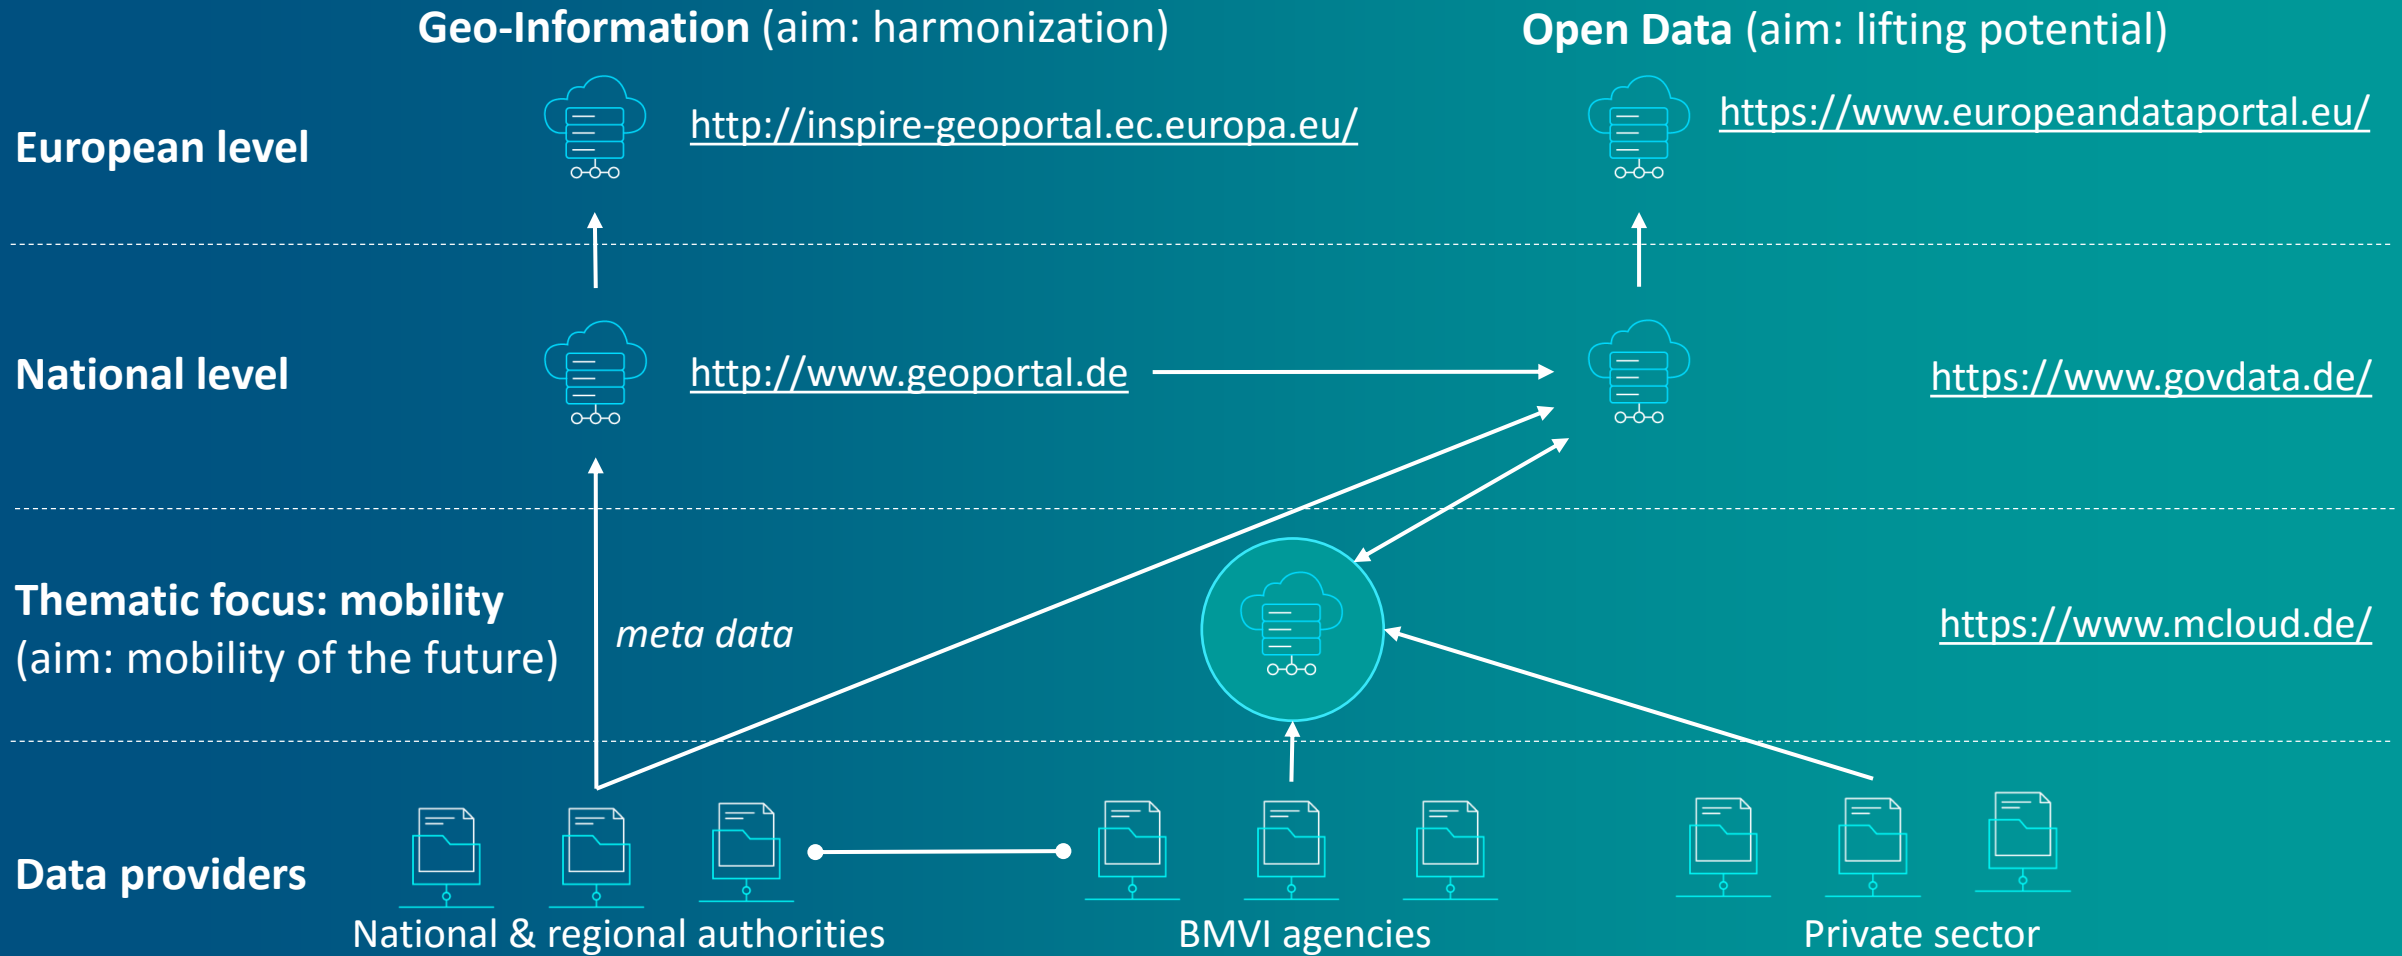 Geo-Information (aim: harmonization)
Open Data (aim: lifting potential)
European level
http://inspire-geoportal.ec.europa.eu/
https://www.europeandataportal.eu/
National level
http://www.geoportal.de
https://www.govdata.de/
Thematic focus: mobility
(aim: mobility of the future)
meta data
https://www.mcloud.de/
Data providers
National & regional authorities
BMVI agencies
Private sector